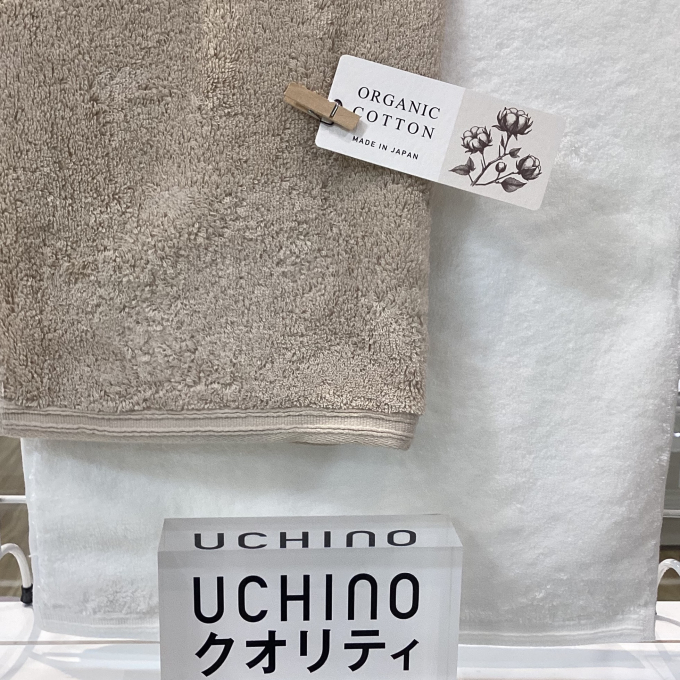 ORGANIC
COTTON
MADE IN JAPAN
UCHINO
UCHINO
クオリティ